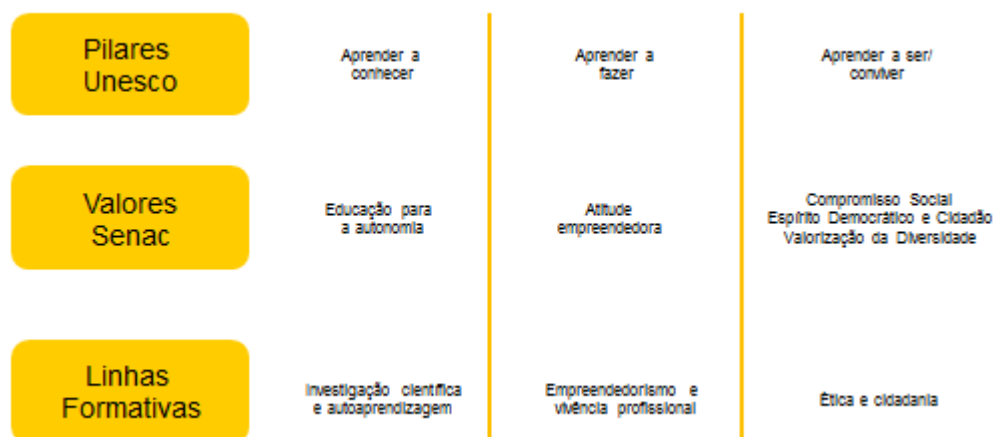 Pilares
Unesco
Aprender a
conhecer
Aprender a
fazer
Aprender a ser/
conviver
Valores
Senac
Educação para
a autonomia
Atitude
empreendedora
Compromisso Social
Espírito Democrático e Cidadão
Valorização da Diversidade
Linhas
Formativas
Investigação científica
e autoaprendizagem
Empreendedorismo e
vivência profissional
Ética e cidadania